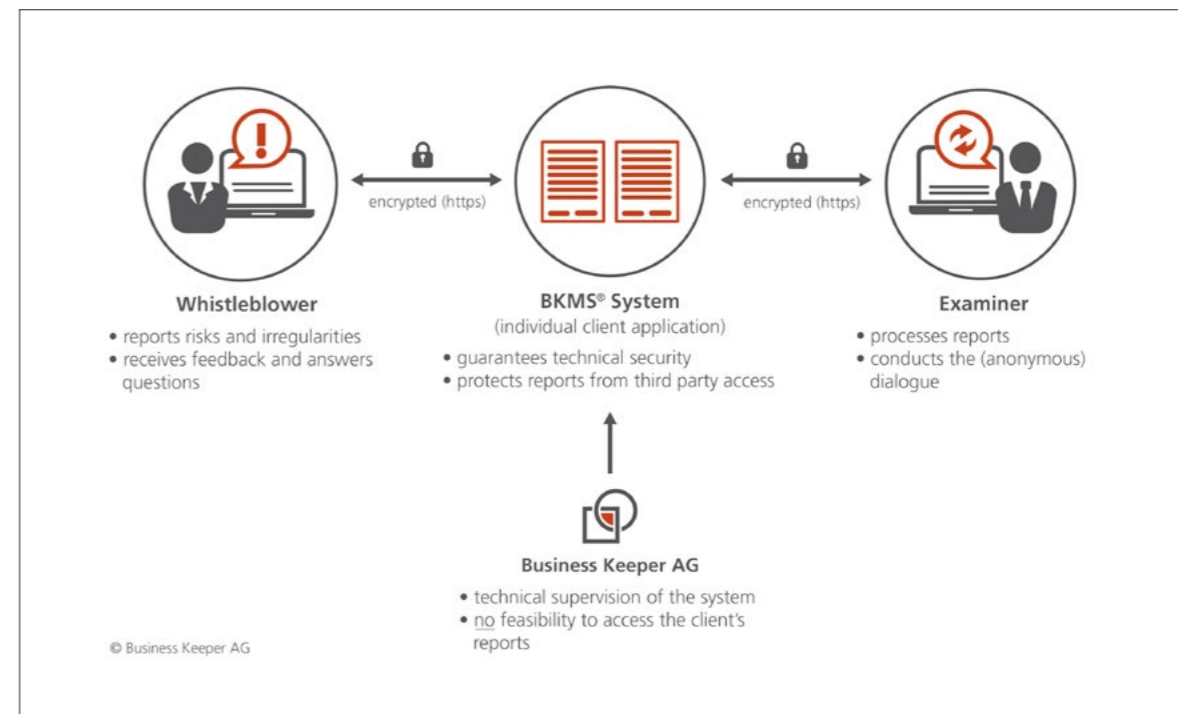 encrypted (https)
encrypted (https)
Whistleblower
• reports risks and irregularities
• receives feedback and answers
questions
BKMS® System
(individual client application)
• guarantees technical security
• protects reports from third party access
Examiner
• processes reports
• conducts the (anonymous)
dialogue
Business Keeper AG
• technical supervision of the system
• no feasibility to access the client's
reports
© Business Keeper AG